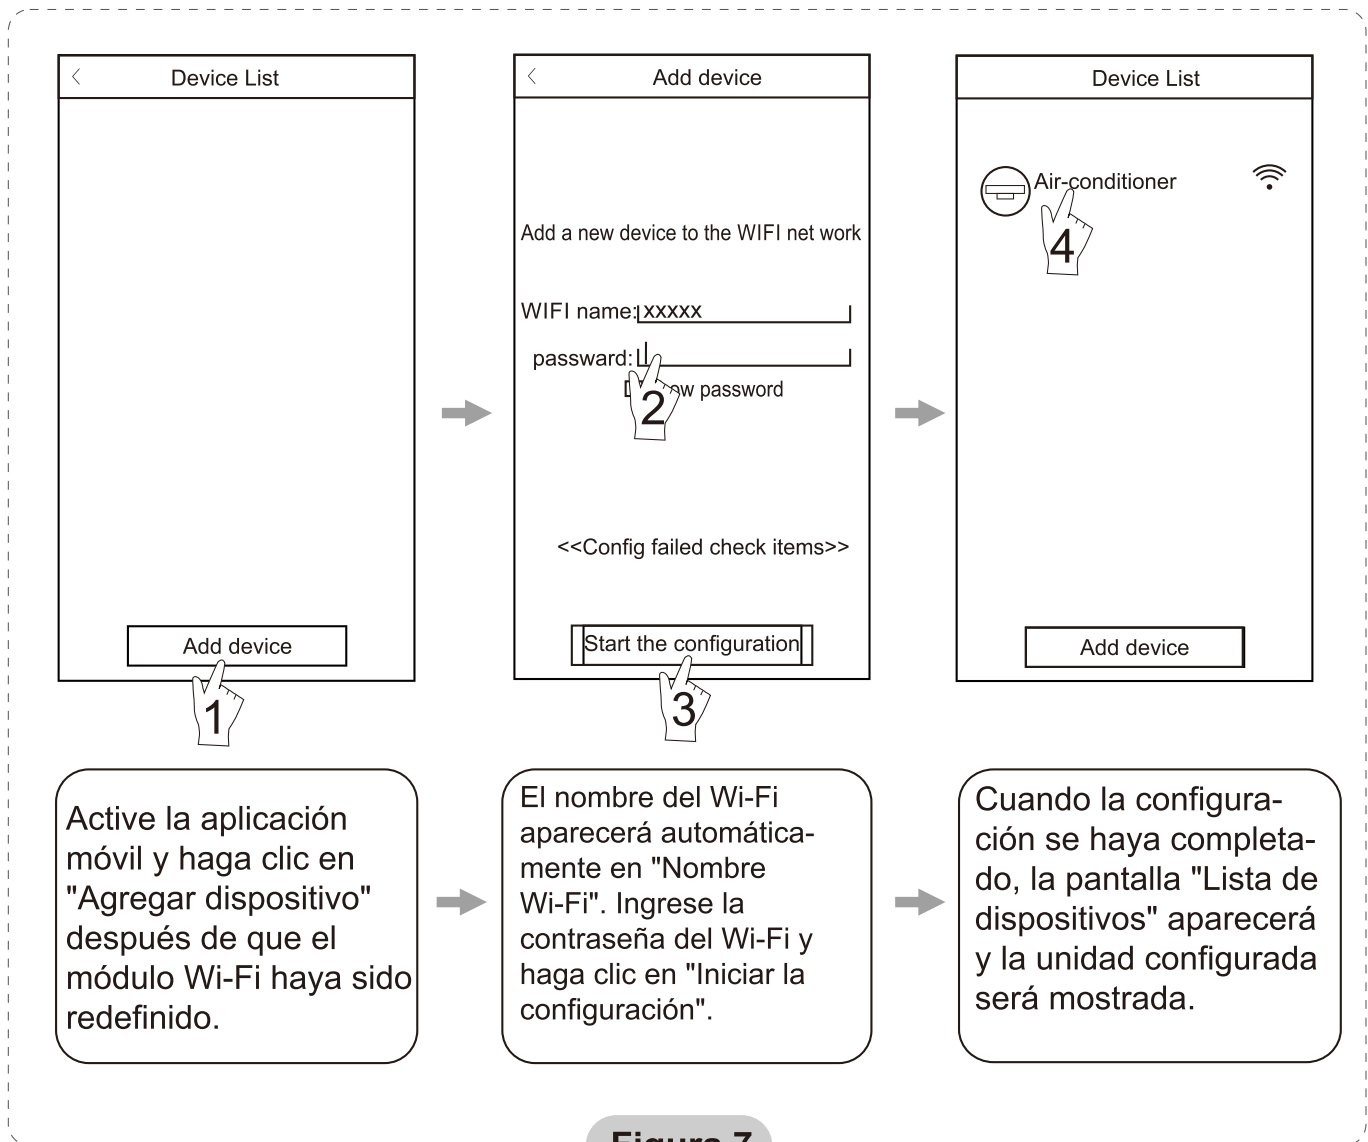 < Device List
Add device
1
< Add device
Add a new device to the WIFI net work
WIFI name: xxxxx
passward:
password
2
<<Config failed check items>>
Start the configuration
3
Device List
Air-conditioner
4
Add device
Active la aplicación
móvil y haga clic en
"Agregar dispositivo"
después de que el
módulo Wi-Fi haya sido
redefinido.
El nombre del Wi-Fi
aparecerá automática-
mente en "Nombre
Wi-Fi". Ingrese la
contraseña del Wi-Fi y
haga clic en "Iniciar la
configuración".
Cuando la configura-
ción se haya completa-
do, la pantalla "Lista de
dispositivos" aparecerá
y la unidad configurada
será mostrada.
Figura 7